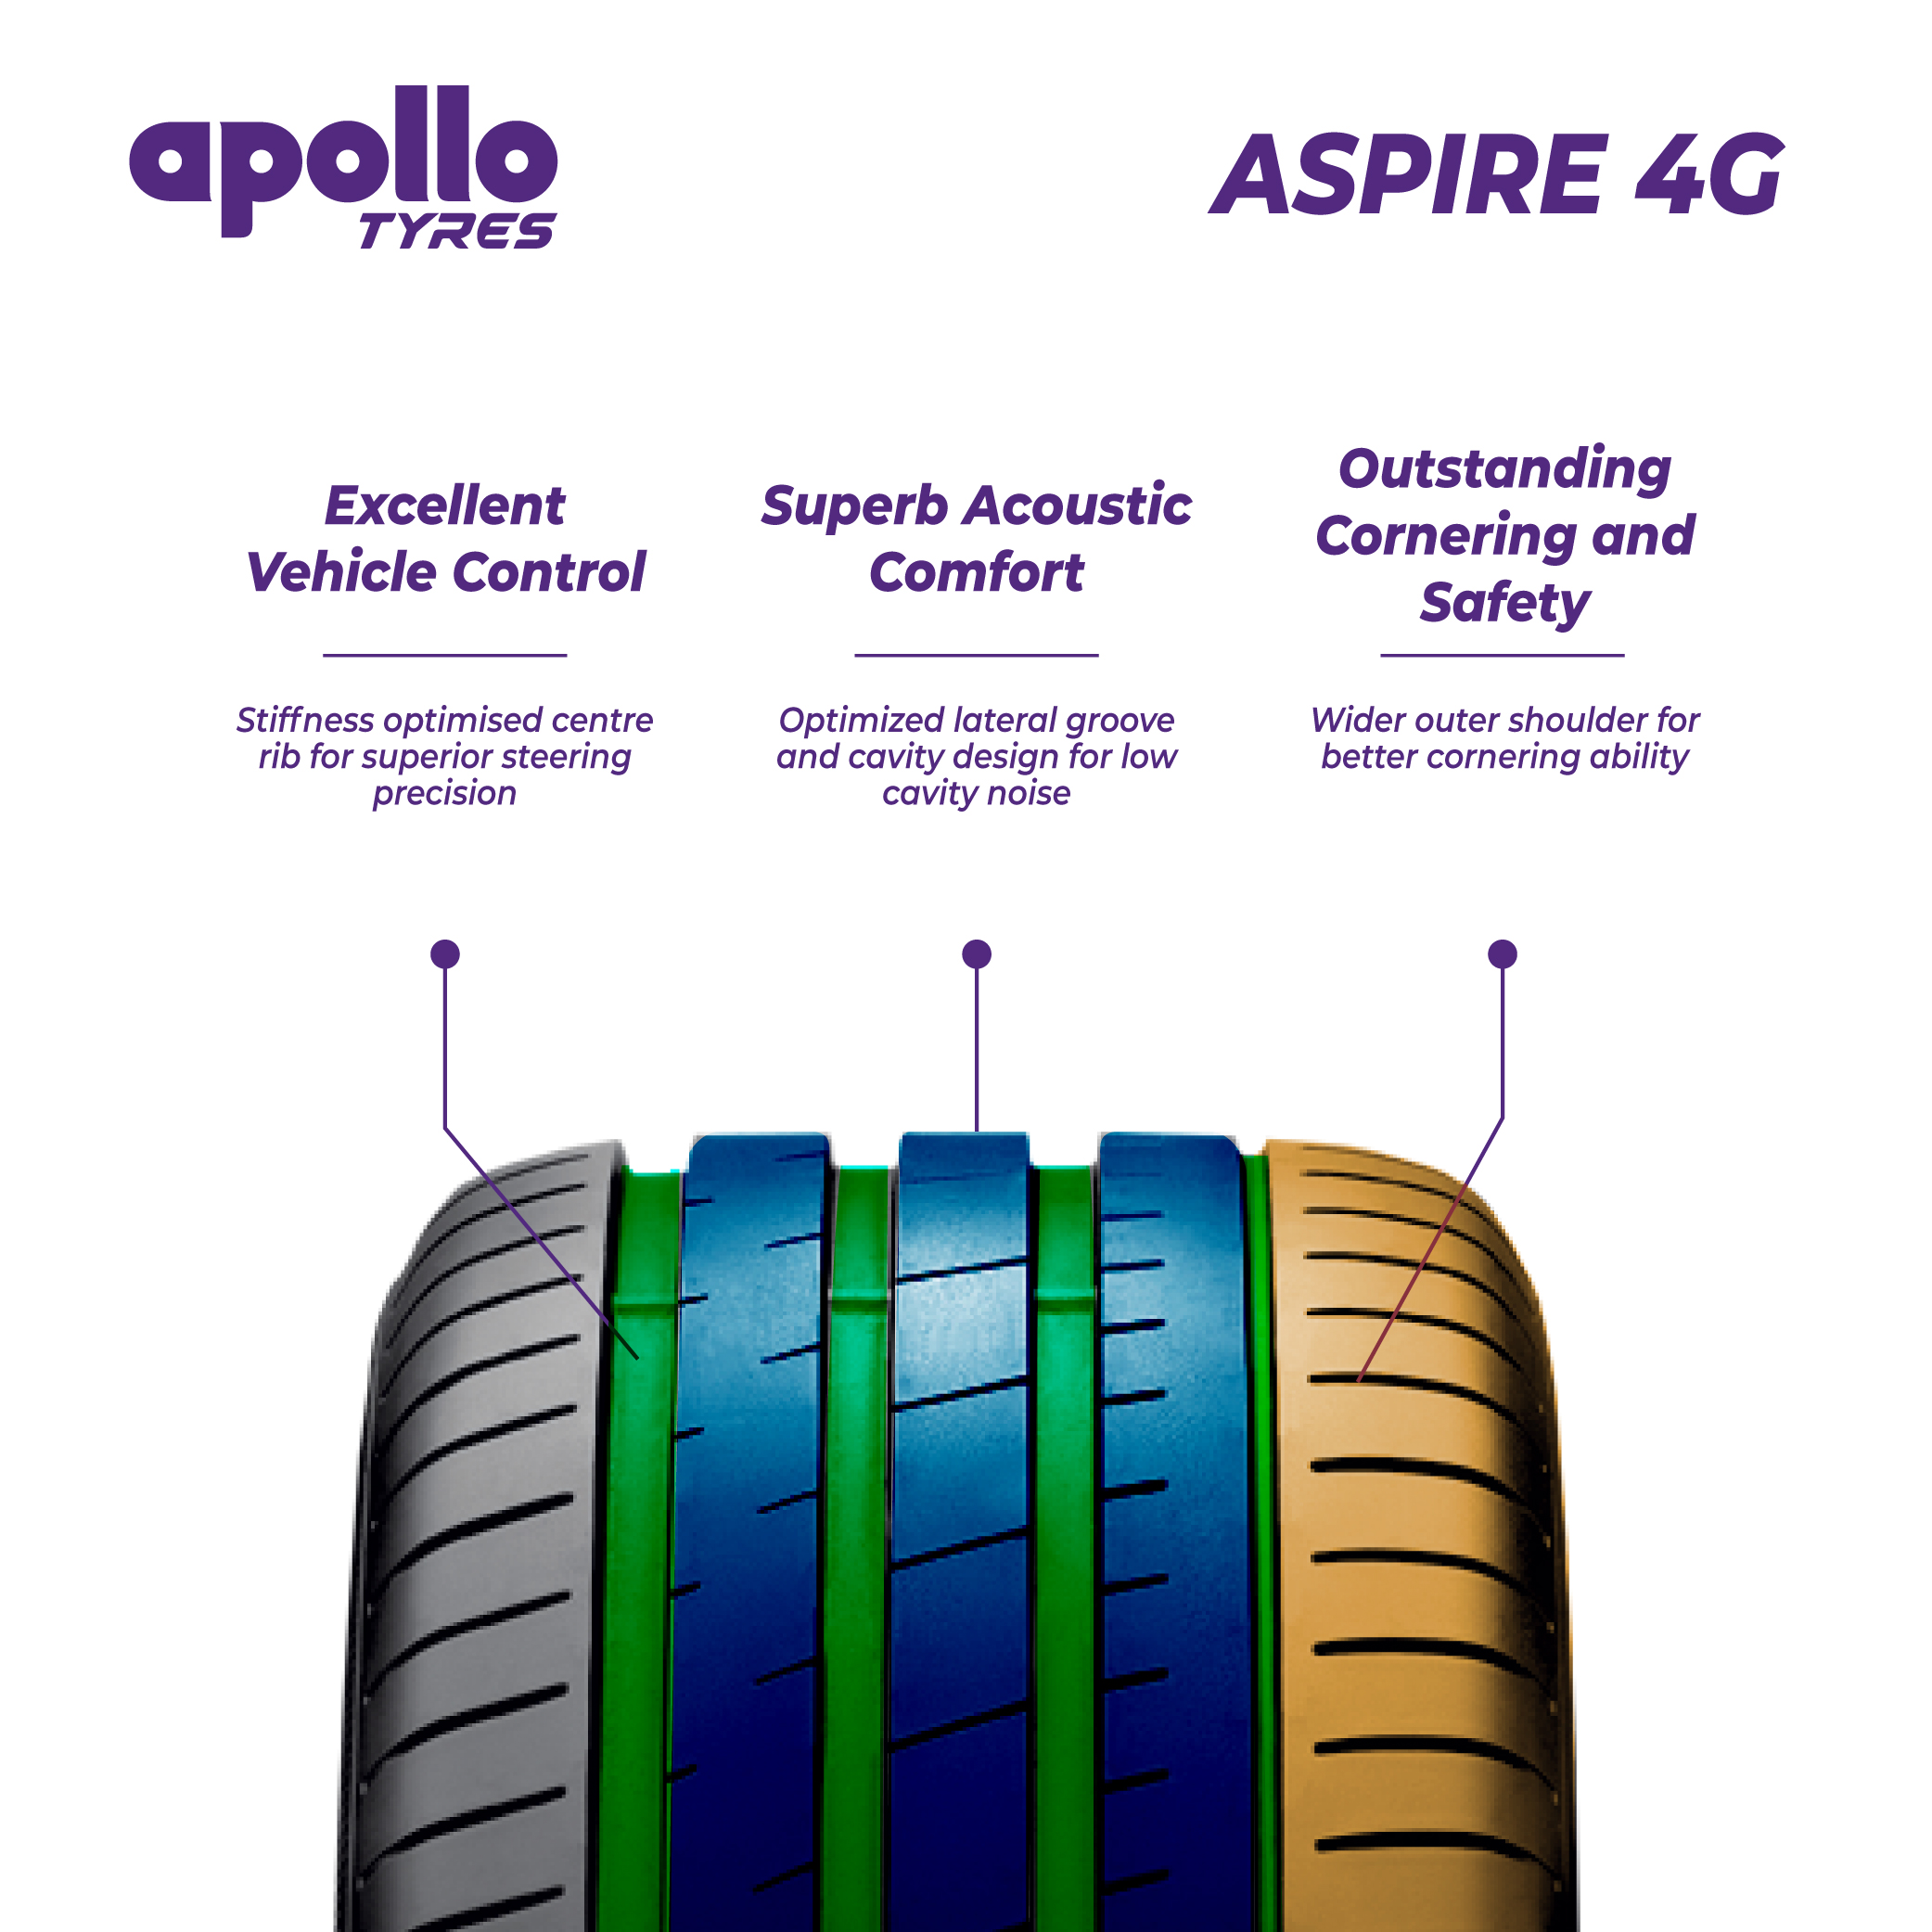 apollo
TYRES
ASPIRE 4G
Excellent
Vehicle Control
Stiffness optimised centre
rib for superior steering
precision
Superb Acoustic
Comfort
Optimized lateral groove
and cavity design for low
cavity noise
Outstanding
Cornering and
Safety
Wider outer shoulder for
better cornering ability